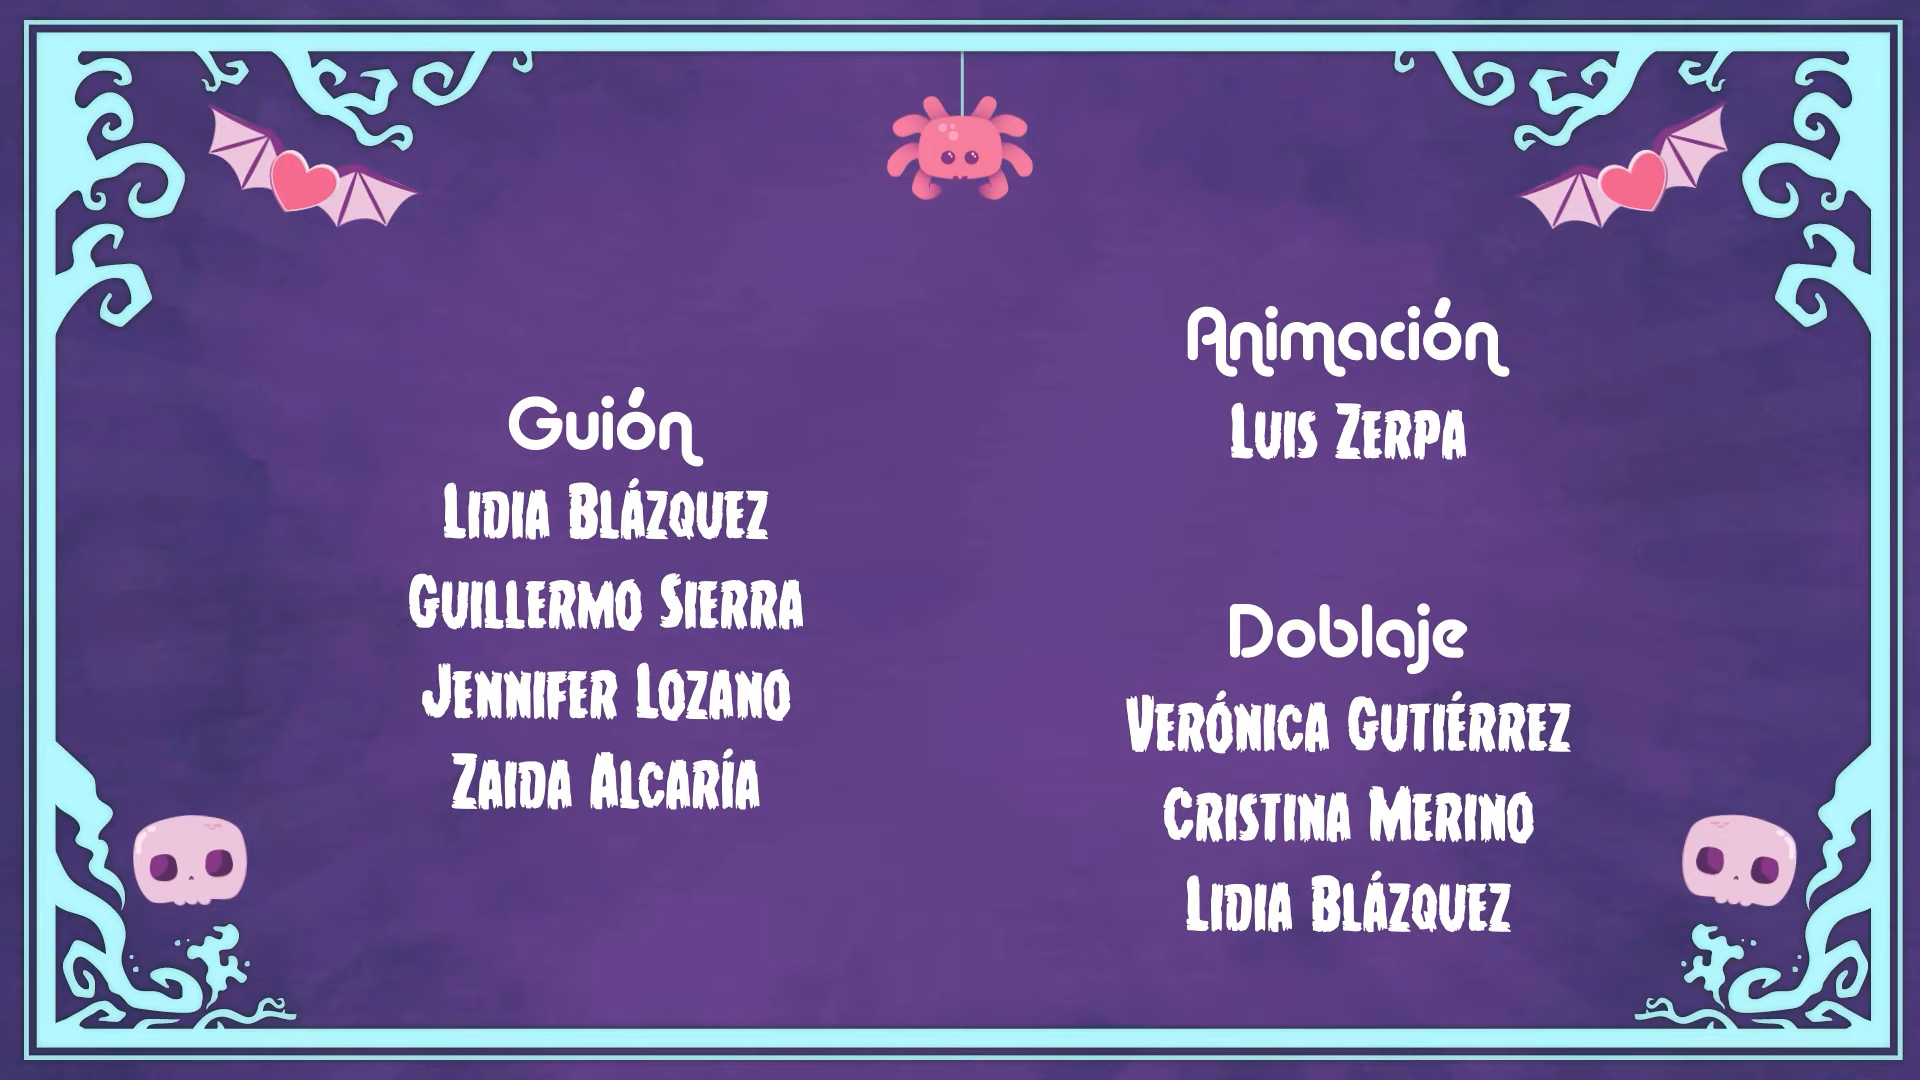 Guión
Lidia Blázquez
Guillermo Sierra
Jennifer Lozano
Zaida Alcaría
Animación
Luis Zerpa
Doblaje
Verónica Gutiérrez
Cristina Merino
Lidia Blázquez